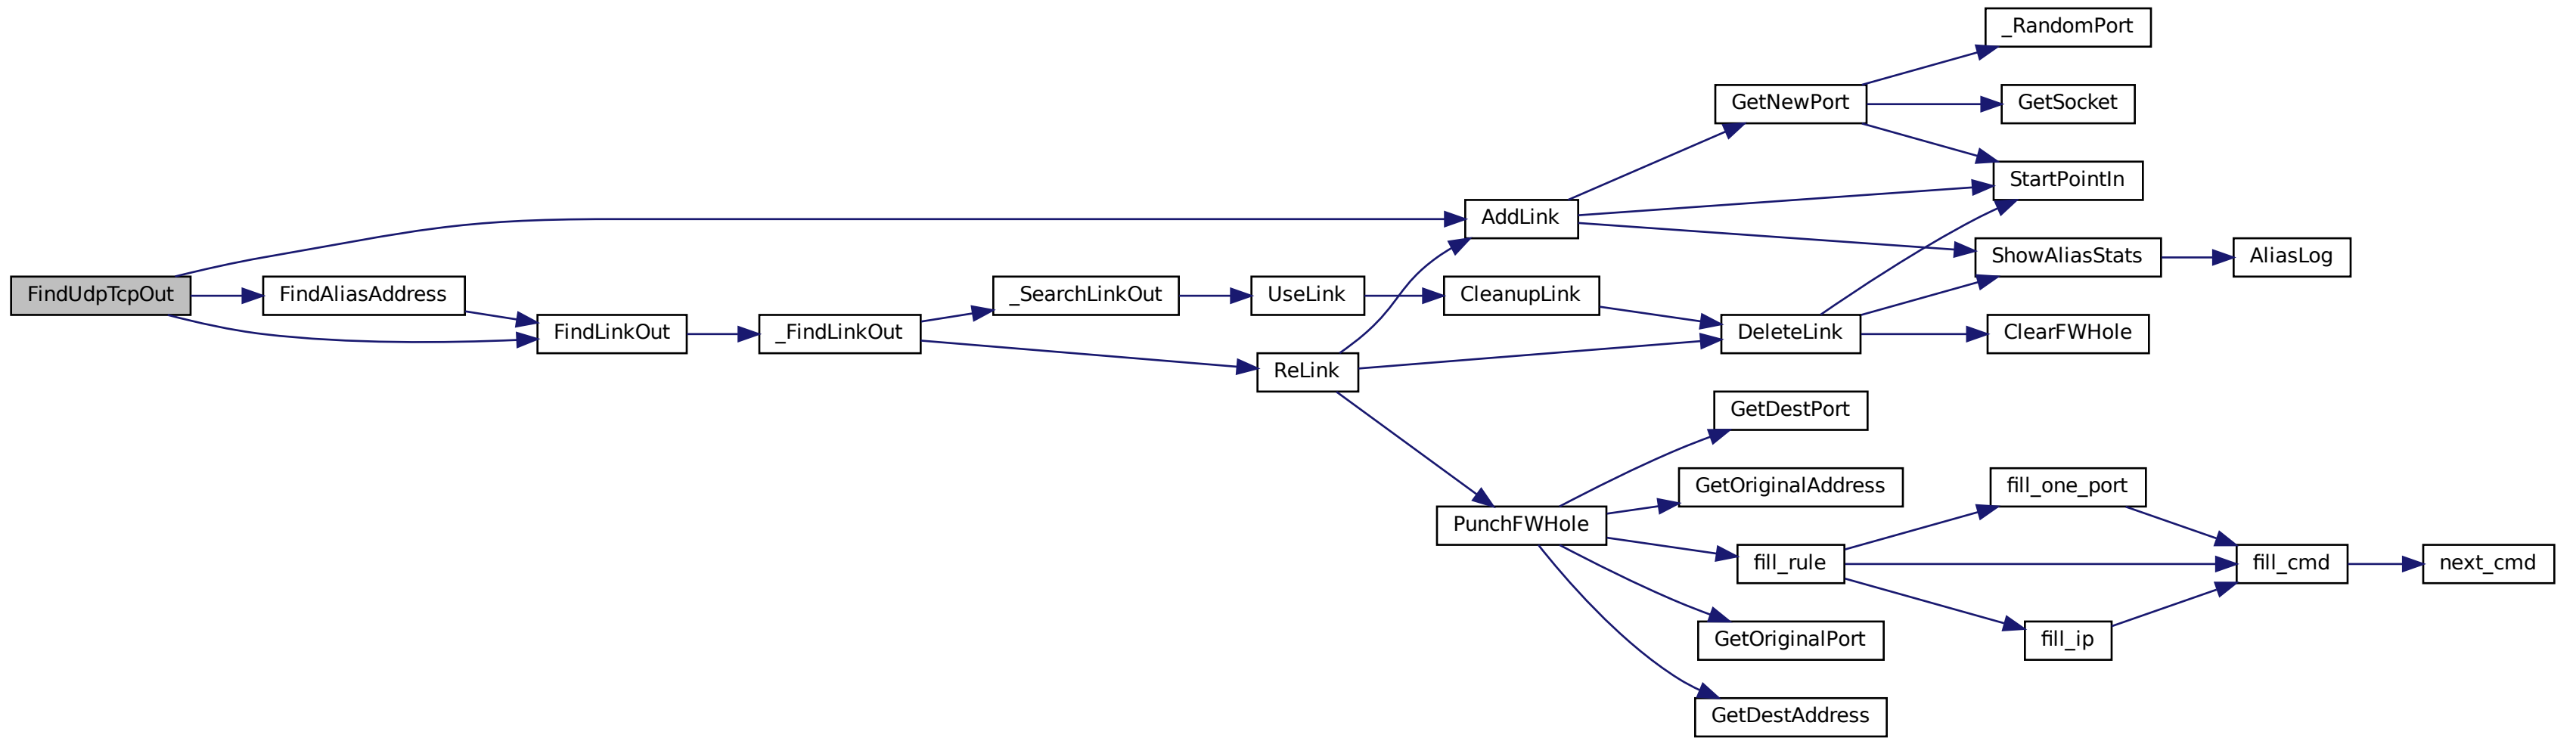 FindUdpTcpOut
FindAliasAddress
FindLinkOut
_FindLinkOut
_SearchLinkOut
UseLink
ReLink
CleanupLink
AddLink
PunchFWHole
GetNewPort
DeleteLink
GetDestPort
GetOriginalAddress
fill_rule
GetOriginalPort
GetDestAddress
_RandomPort
GetSocket
StartPointIn
ShowAliasStats
ClearFWHole
fill_one_port
fill_ip
AliasLog
fill_cmd
next_cmd